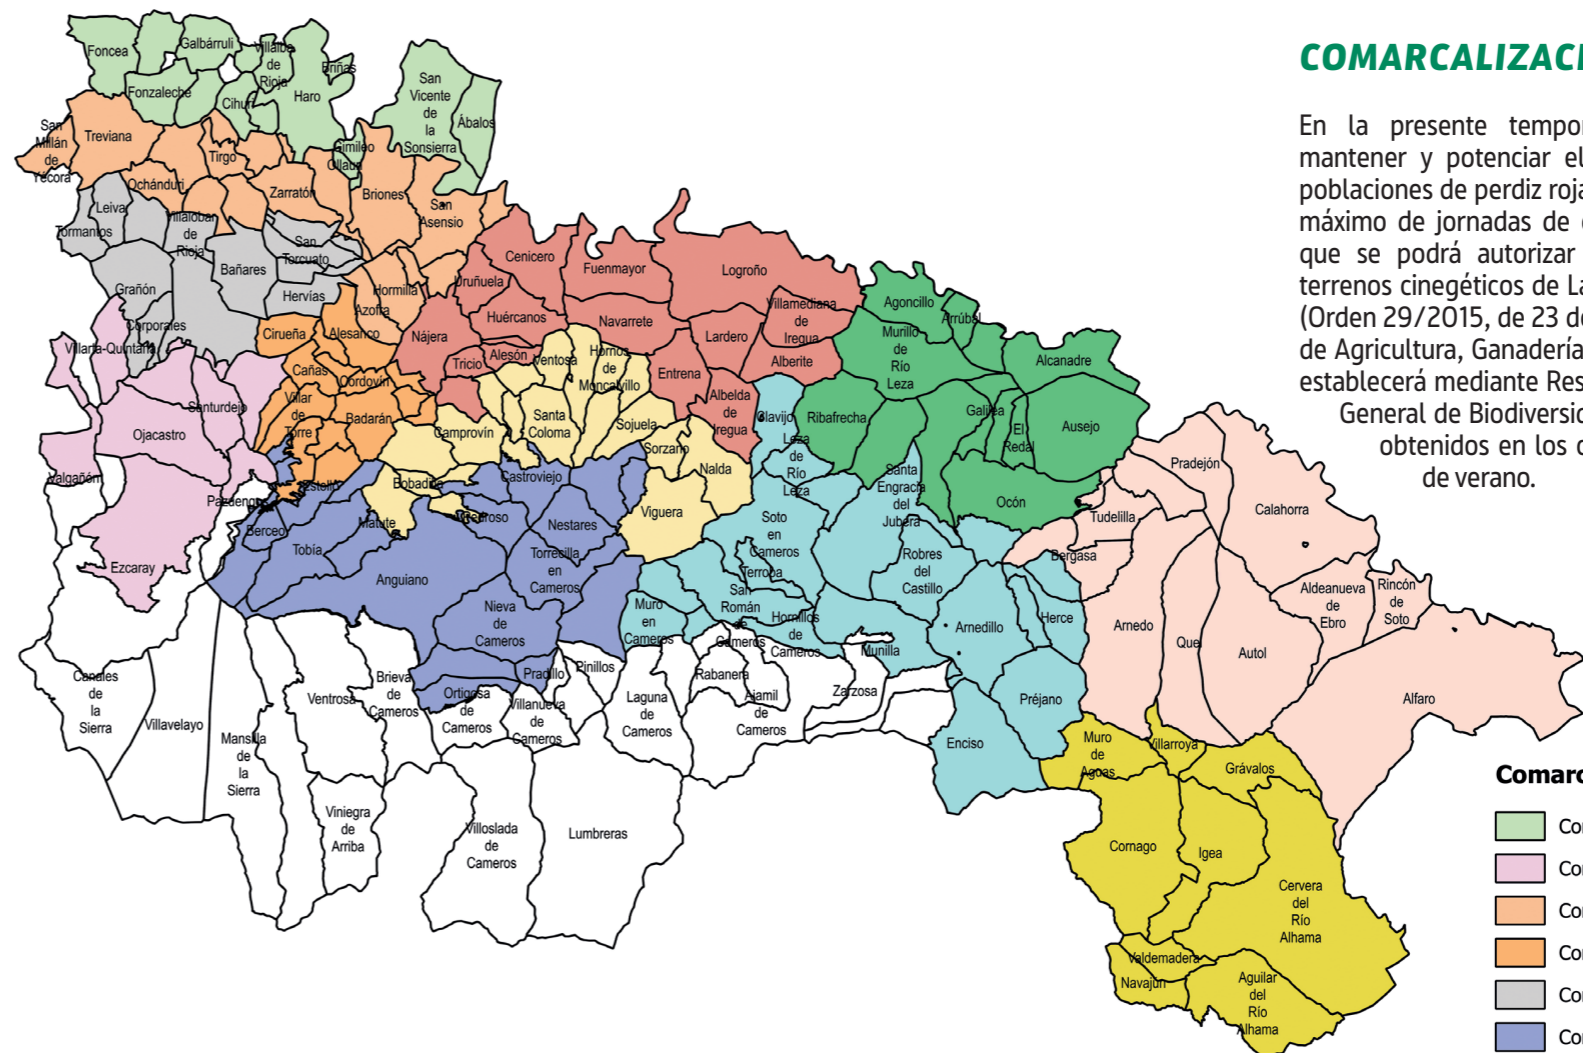 COMARCALIZACI
En la presente tempor
mantener y potenciar el
poblaciones de perdiz roja
máximo de jornadas de
que se podrá autorizar
terrenos cinegéticos de La
(Orden 29/2015, de 23 de
de Agricultura, Ganadería
establecerá mediante Res
General de Biodiversio
obtenidos en los
de verano.
Foncea
Galbárruli
Villalba
de
Rioja
Briñas
Fonzaleche
Cihuri
Haro
San
Vicente
de
la
Sonsierra
Ábalos
San
Millán
de
Yécora
Treviana
Tirgo
Gimileo
Ollauri
Ochánduri
Zarratón
Briones
San
Asensio
Leiva
Tormantos
Villalobar
de
Rioja
San
Torcuato
Bañares
Grañón
Hervías
Hormilla
Azofra
Corporales
Cirueña
Alesanco
Villarta-Quintana
Cañas
Cordovín
Santurdejo
Villar
de
Torre
Badarán
Ojacastro
Valgañón
Pazuengos
Estollo
Berceo
Ezcaray
Cenicero
Fuenmayor
Logroño
Uruñuela
Huércanos
Navarrete
Villamediana
de
Iregua
Lardero
Nájera
Alesón
Tricio
Entrena
Alberite
Albelda
de
Iregua
Ventosa
Hornos
de
Moncalvillo
Santa
Coloma
Sojuela
Camprovín
Sorzano
Nalda
Bobadilla
Castroviejo
Viguera
Matute
Pedroso
Nestares
Tobía
Anguiano
Torrecilla
en
Cameros
Nieva
de
Cameros
Agoncillo
Arrúbal
Murillo
de
Río
Leza
Alcanadre
Clavijo
Ribafrecha
Galilea
El
Redal
Ausejo
Leza
de
Río
Leza
Santa
Engracia
del
Jubera
Ocón
Soto
en
Cameros
Terroba
Robres
del
Castillo
San
Román
de
Cameros
Muro
en
Cameros
Hornillos
de
Cameros
Munilla
Arnedillo
Herce
Préjano
Enciso
Pradejón
Calahorra
Tudelilla
Bergasa
Aldeanueva
de
Ebro
Rincón
de
Soto
Arnedo
Quel
Autol
Alfaro
Canales
de
la
Sierra
Villavelayo
Mansilla
de
la
Sierra
Ventrosa
Brieva
de
Cameros
Ortigosa
de
Cameros
Pradillo
Pinillos
Villanueva
de
Cameros
Laguna
de
Cameros
Rabanera
Ajamil
de
Cameros
Zarzosa
Viniegra
de
Arriba
Villoslada
de
Cameros
Lumbreras
Muro
de
Aguas
Villarroya
Grávalos
Cornago
Igea
Cervera
del
Río
Alhama
Valdemadera
Navajún
Aguilar
del
Río
Alhama
Comarc
Co
Co
Co
Co
Co
Co